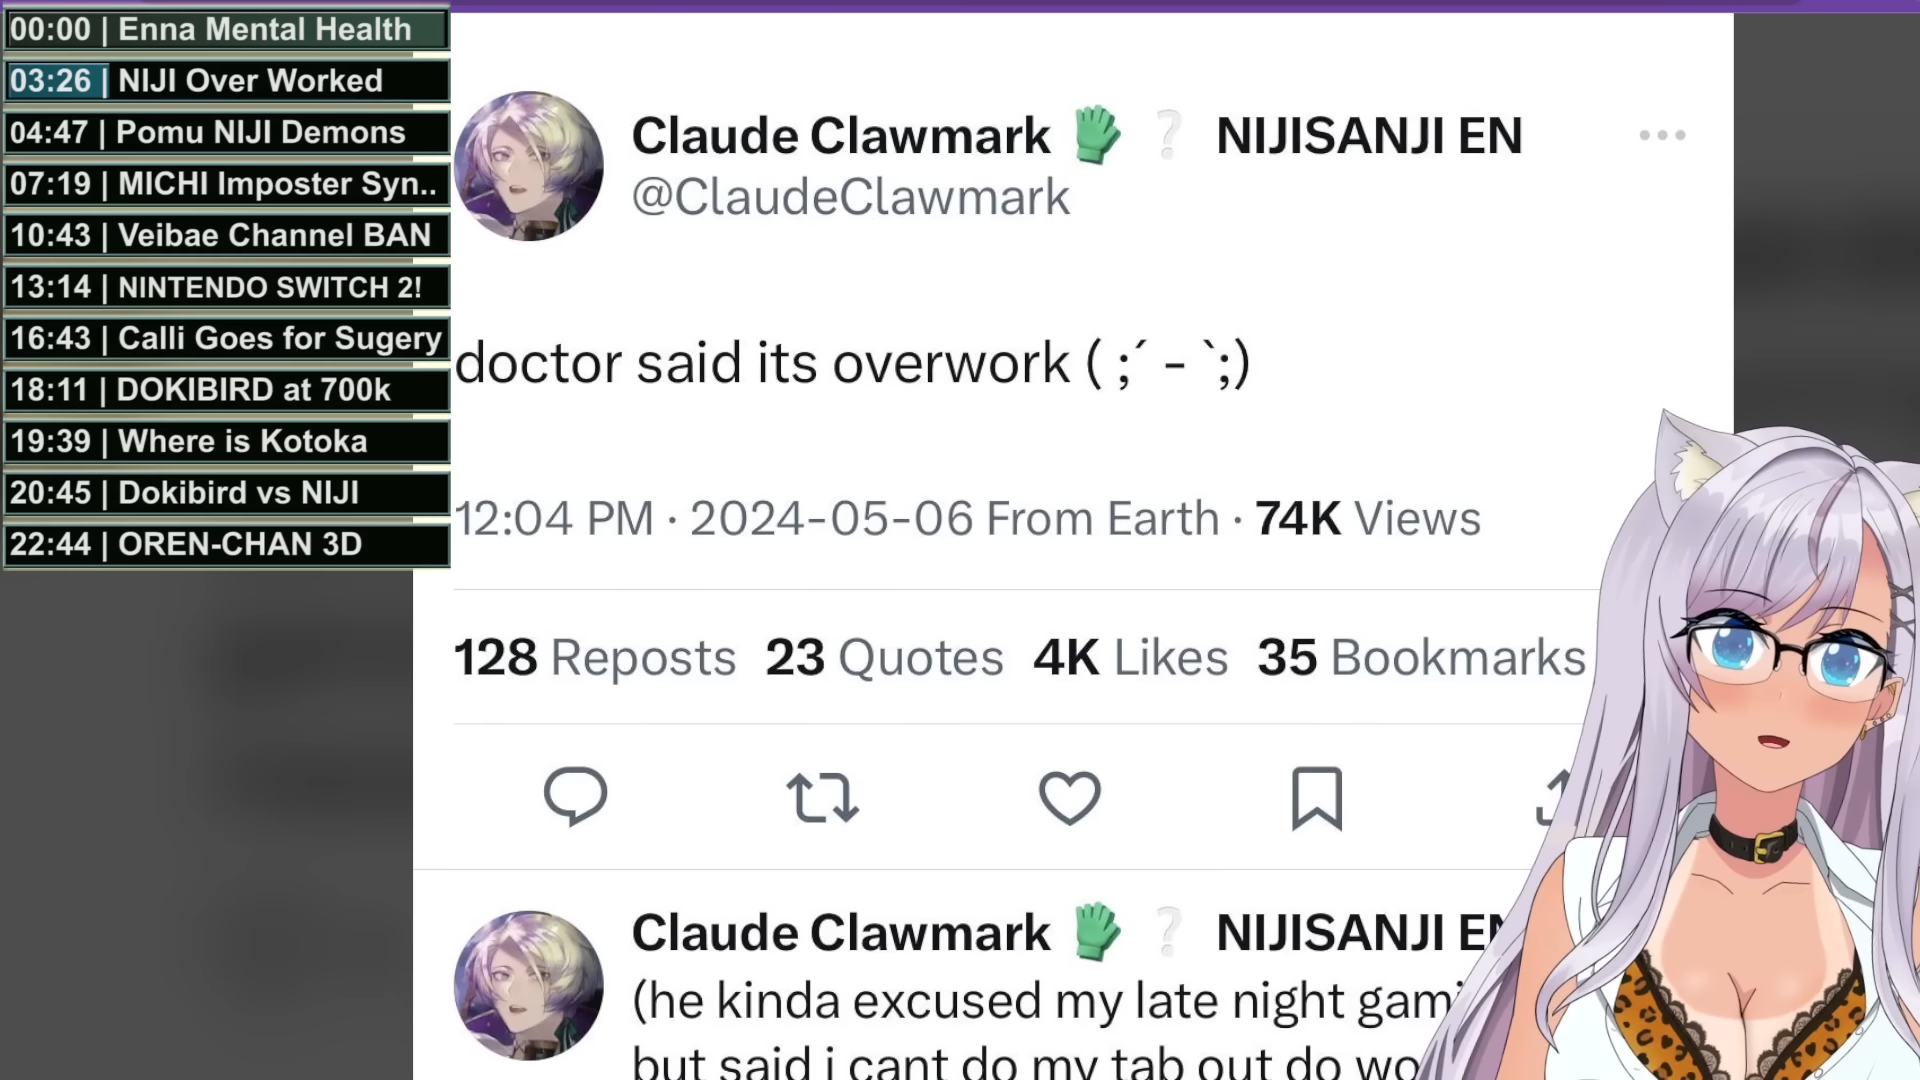 00:00 | Enna Mental Health
03:26 | NIJI Over Worked
04:47 | Pomu NIJI Demons
07:19 | MICHI Imposter Syn..
10:43 | Veibae Channel BAN
13:14 | NINTENDO SWITCH 2!
16:43 | Calli Goes for Sugery
18:11 | DOKIBIRD at 700k
19:39 | Where is Kotoka
20:45 | Dokibird vs NIJI
22:44 | OREN-CHAN 3D
Claude Clawmark 🧤 ❔ NIJISANJI EN
@ClaudeClawmark
doctor said its overwork ( ;´ - `;)
12:04 PM · 2024-05-06 From Earth · 74K Views
128 Reposts 23 Quotes 4K Likes 35 Bookmarks
Claude Clawmark 🧤 ❔ NIJISANJI EN
(he kinda excused my late night
but said i cant do my tab out do